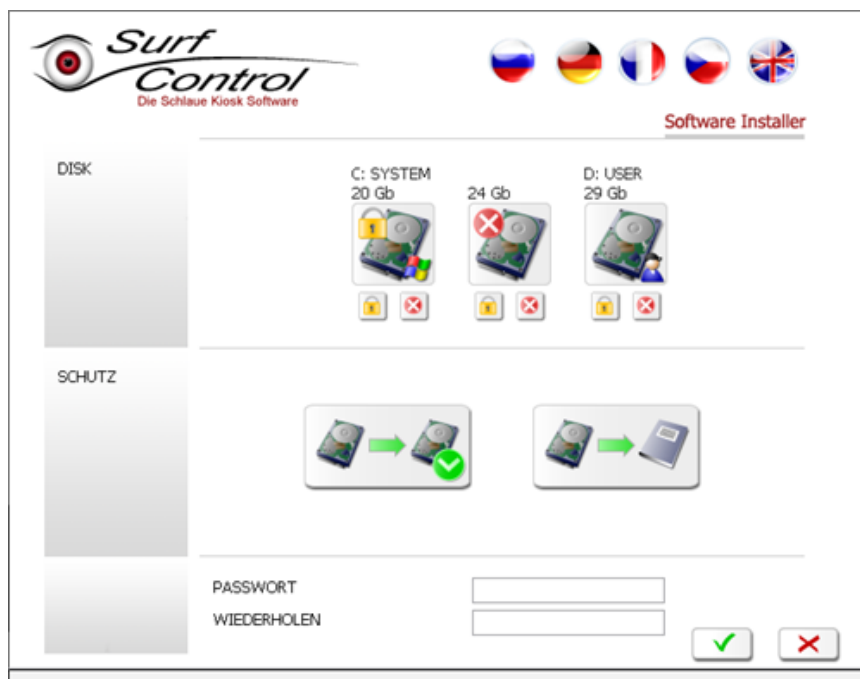 Surf
Control
Die Schlaue Kiosk Software
Software Installer
DISK
C: SYSTEM
20 Gb
24 Gb
D: USER
29 Gb
SCHUTZ
PASSWORT
WIEDERHOLEN